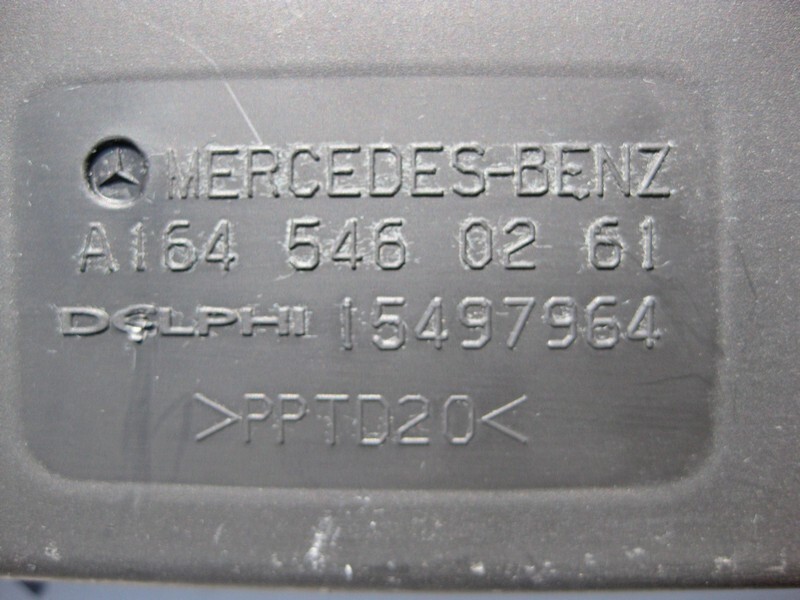 MERCEDES-BENZ
A164 546 02 61
DELPHI 15497964
>PPTD20<